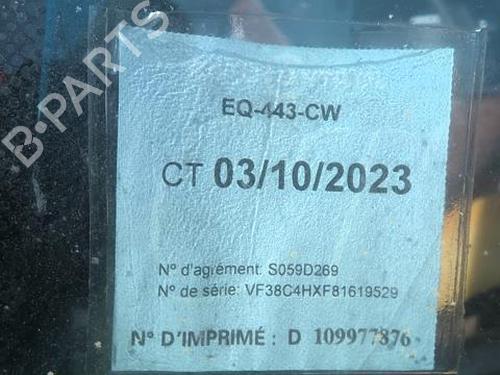 B-PARTS
EQ-443-CW
CT 03/10/2023
N° d'agrément: S059D269
N° de série: VF38C4HXF81619529
N° D'IMPRIMÉ : D 109977876